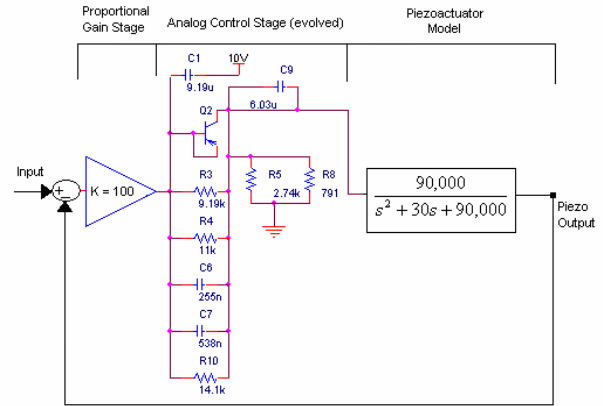 Proportional
Gain Stage
Analog Control Stage (evolved)
Piezoactuator
Model
C1
9.19u
10V
C9
6.03u
Q2
Input
+
–
K = 100
R3
9.19k
R5
2.74k
R8
791
90,000
s² + 30s + 90,000
Piezo
Output
R4
11k
C6
255n
C7
538n
R10
14.1k